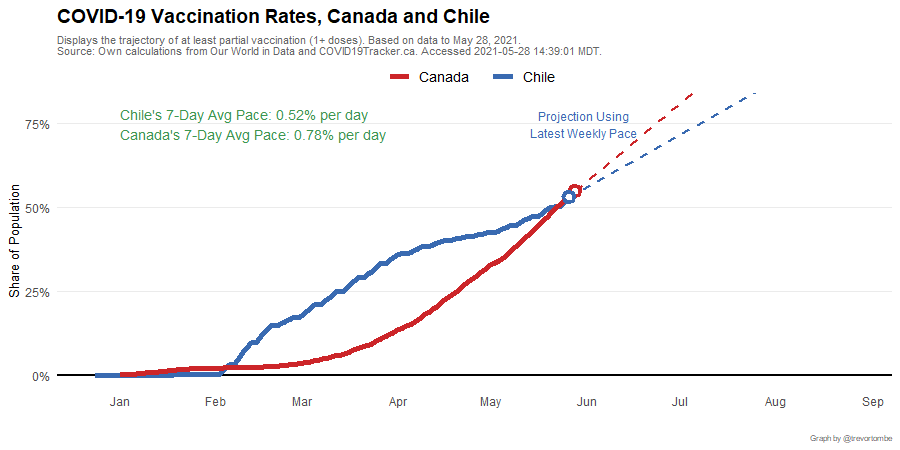 COVID-19 Vaccination Rates, Canada and Chile
Displays the trajectory of at least partial vaccination (1+ doses). Based on data to May 28, 2021.
Source: Own calculations from Our World in Data and COVID19Tracker.ca. Accessed 2021-05-28 14:39:01 MDT.
Canada Chile
Chile's 7-Day Avg Pace: 0.52% per day
Canada's 7-Day Avg Pace: 0.78% per day
Projection Using
Latest Weekly Pace
Share of Population
75%
50%
25%
0%
Jan Feb Mar Apr May Jun Jul Aug Sep
Graph by @trevortombe